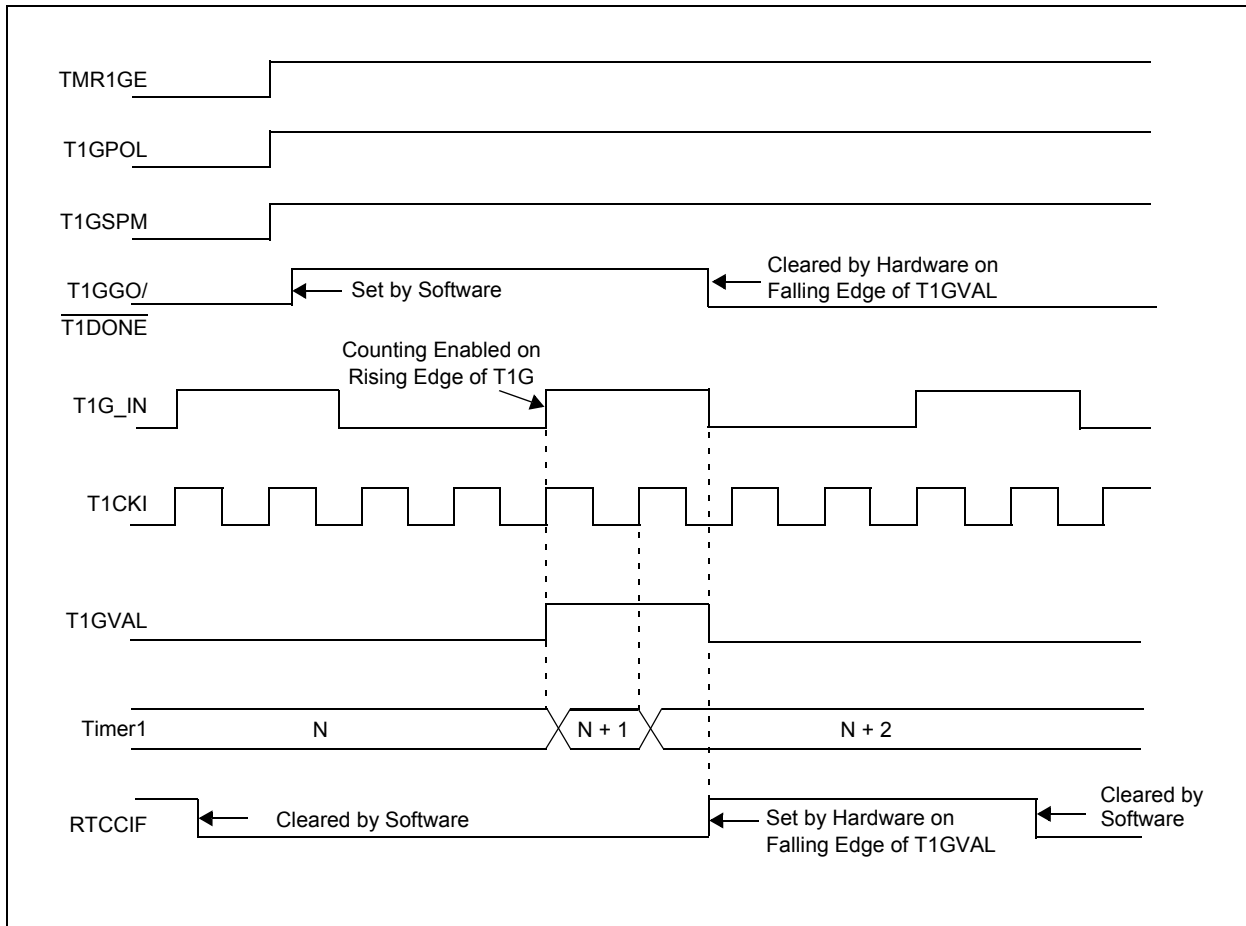 TMR1GE
T1GPOL
T1GSPM
T1GGO/
T1DONE
Set by Software
Cleared by Hardware on
Falling Edge of T1GVAL
Counting Enabled on
Rising Edge of T1G
T1G_IN
T1CKI
T1GVAL
Timer1
N
N + 1
N + 2
RTCCIF
Cleared by Software
Set by Hardware on
Falling Edge of T1GVAL
Cleared by
Software